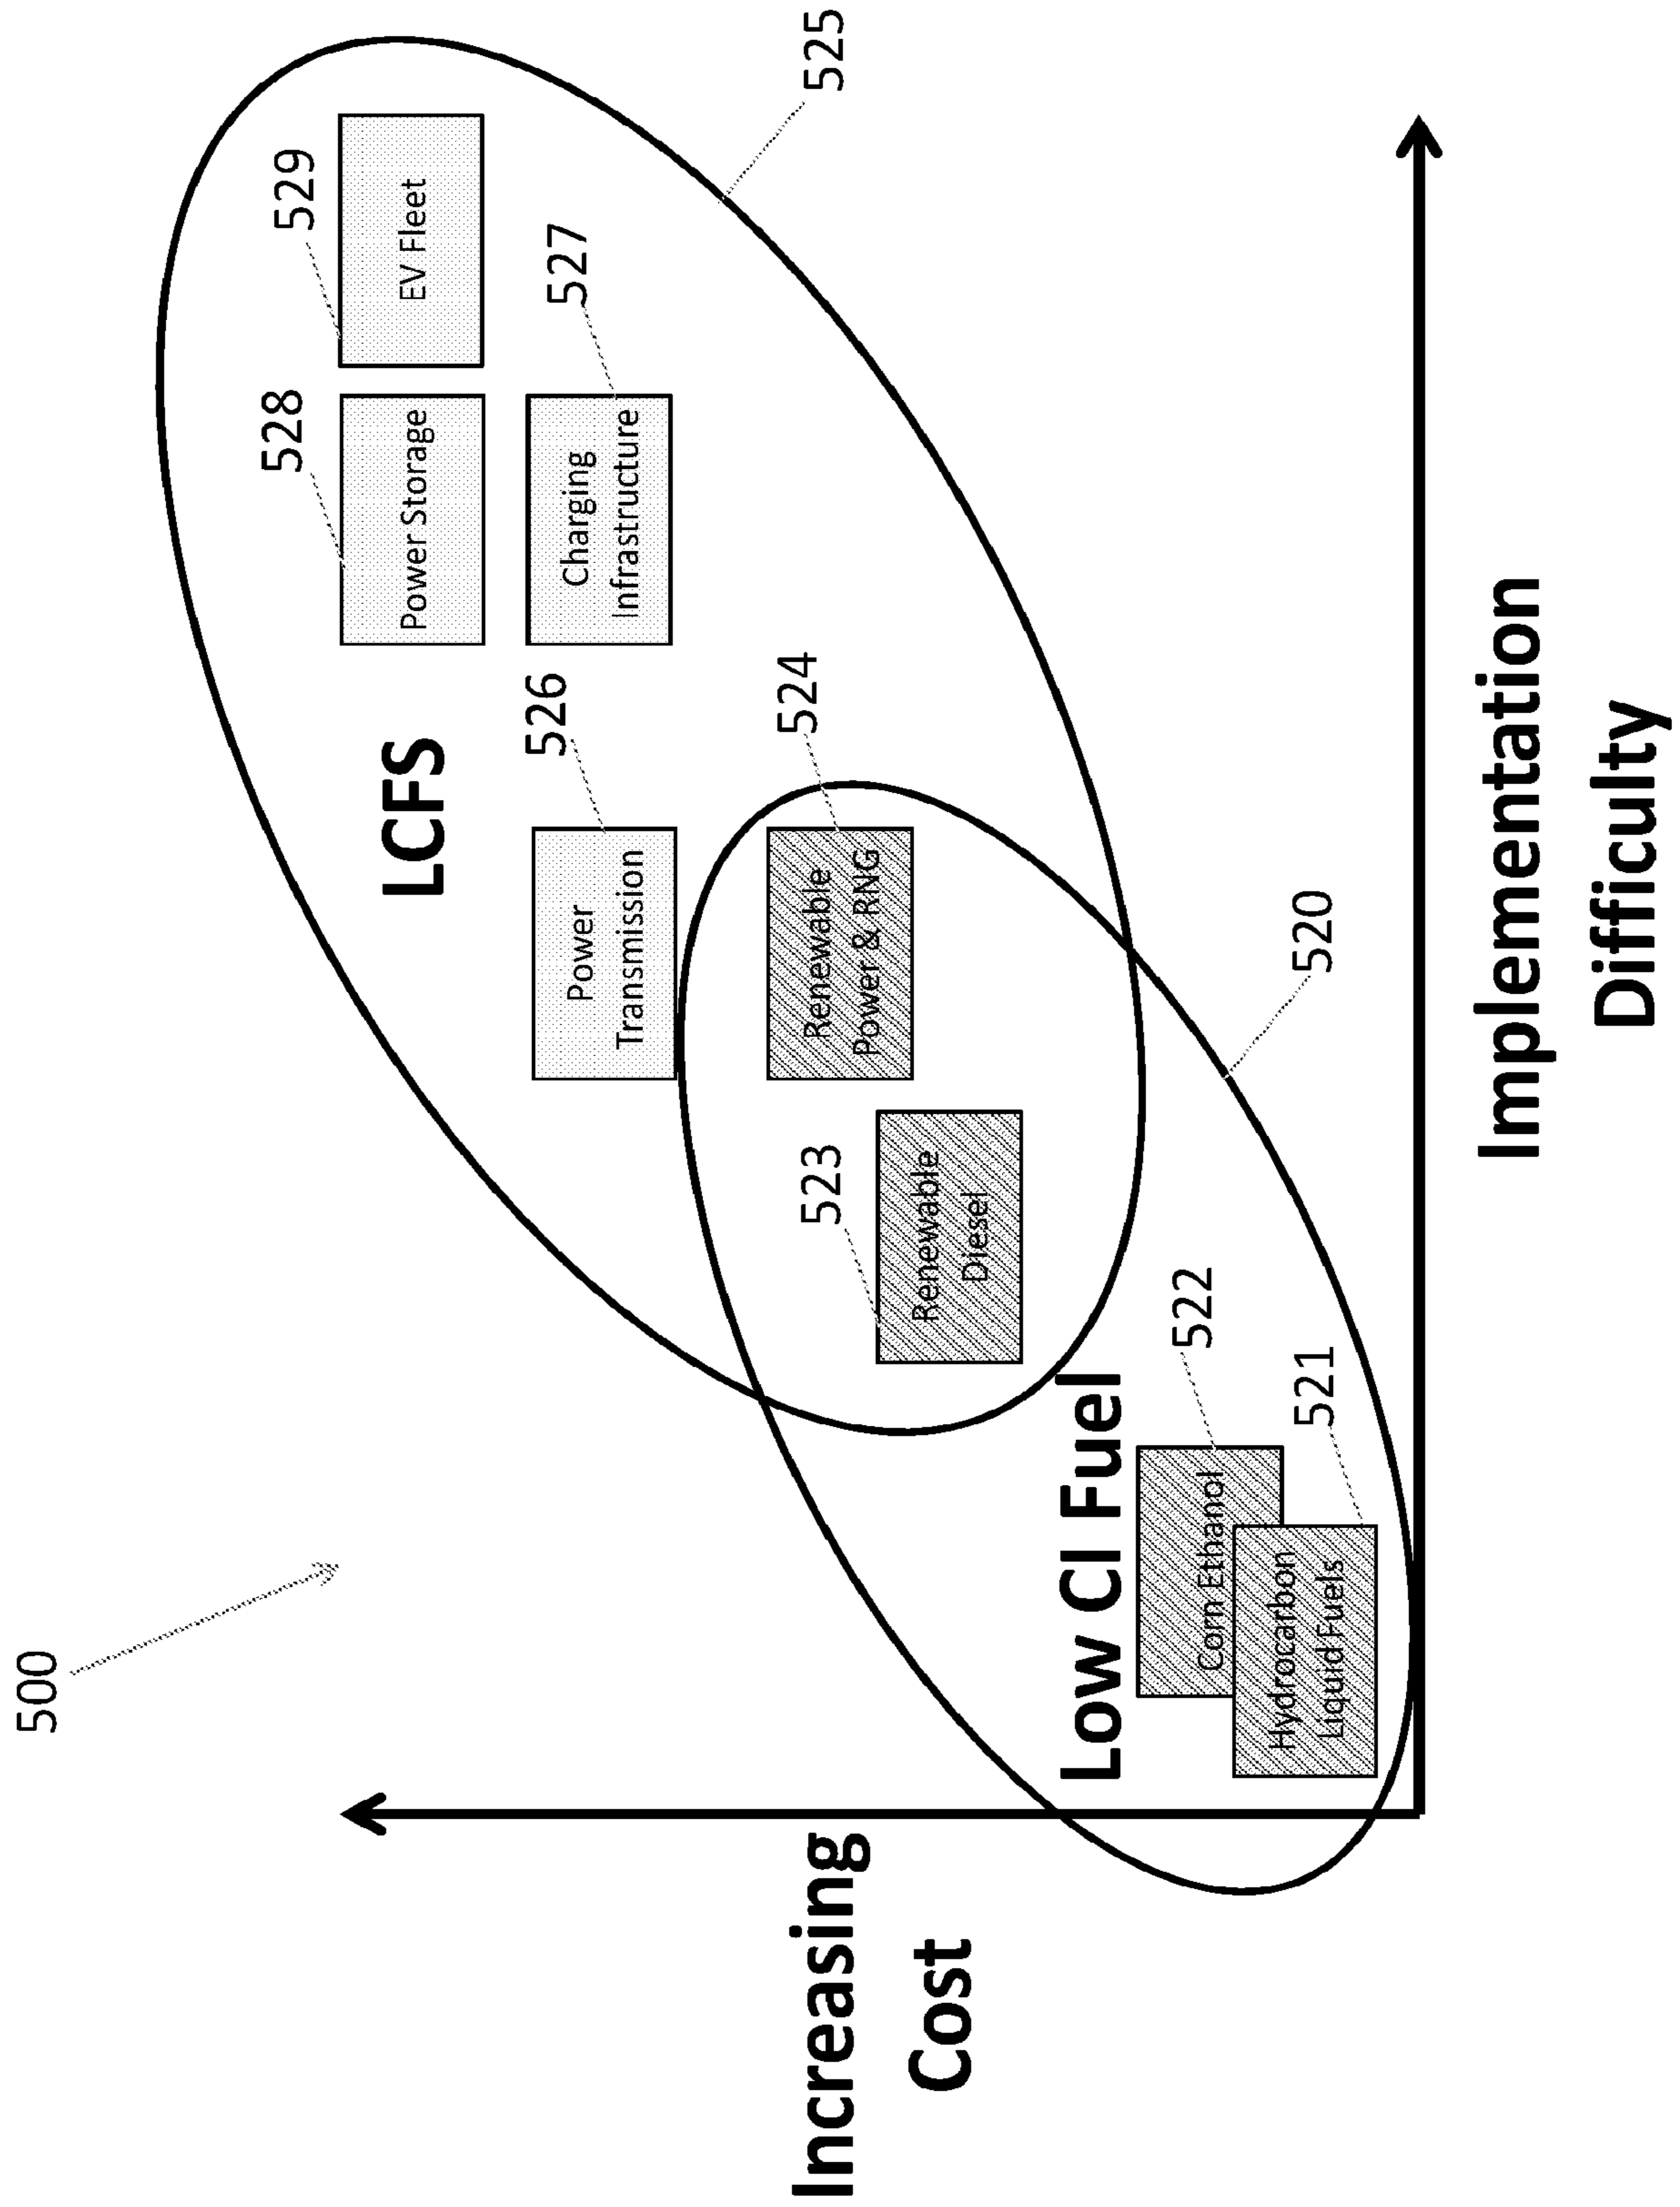 500
529
528
EV Fleet
LCFS
Power Storage
527
526
Charging
Infrastructure
525
Power
Transmission
524
Renewable
Power & RNG
523
Renewable
Diesel
Low CI Fuel
522
Corn Ethanol
521
Hydrocarbon
Liquid Fuels
520
Increasing
Cost
Implementation
Difficulty